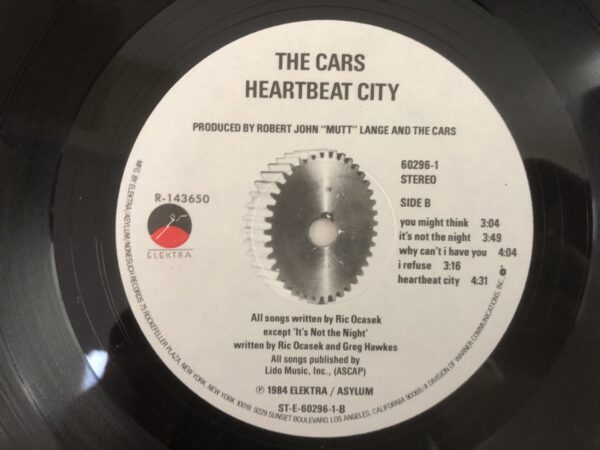 THE CARS
HEARTBEAT CITY
PRODUCED BY ROBERT JOHN "MUTT" LANGE AND THE CARS
R-143650
ELEKTRA
60296-1
STEREO
SIDE B
you might think 3:04
it's not the night 3:49
why can't i have you 4:04
i refuse 3:16
heartbeat city 4:31
All songs written by Ric Ocasek
except 'It's Not the Night'
written by Ric Ocasek and Greg Hawkes
All songs published by
Lido Music, Inc., (ASCAP)
℗ 1984 ELEKTRA / ASYLUM
ST-E-60296-1-B
MFG. BY ELEKTRA/ASYLUM/NONESUCH RECORDS, 75 ROCKEFELLER PLAZA, NEW YORK, NEW YORK 10019 9229 SUNSET BOULEVARD, LOS ANGELES, CALIFORNIA 90069/A DIVISION OF WARNER COMMUNICATIONS, INC.